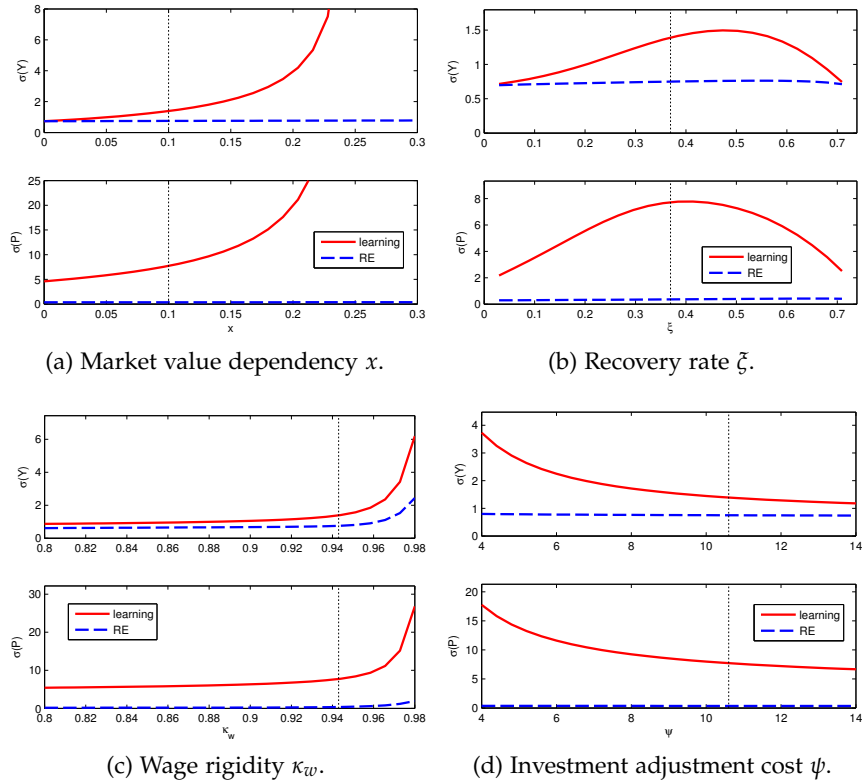 8
6
4
2
0
σ(Y)
0 0.05 0.1 0.15 0.2 0.25 0.3
25
20
15
10
5
0
σ(P)
learning
RE
0 0.05 0.1 0.15 0.2 0.25 0.3
x
(a) Market value dependency x.
2
1.5
1
0.5
0
σ(Y)
0 0.1 0.2 0.3 0.4 0.5 0.6 0.7
8
6
4
2
0
σ(P)
learning
RE
0 0.1 0.2 0.3 0.4 0.5 0.6 0.7
ξ
(b) Recovery rate ξ.
6
4
2
0
σ(Y)
0.8 0.82 0.84 0.86 0.88 0.9 0.92 0.94 0.96 0.98
30
20
10
0
σ(P)
learning
RE
0.8 0.82 0.84 0.86 0.88 0.9 0.92 0.94 0.96 0.98
κw
(c) Wage rigidity κw.
4
3
2
1
0
σ(Y)
4 6 8 10 12 14
20
15
10
5
0
σ(P)
learning
RE
4 6 8 10 12 14
ψ
(d) Investment adjustment cost ψ.